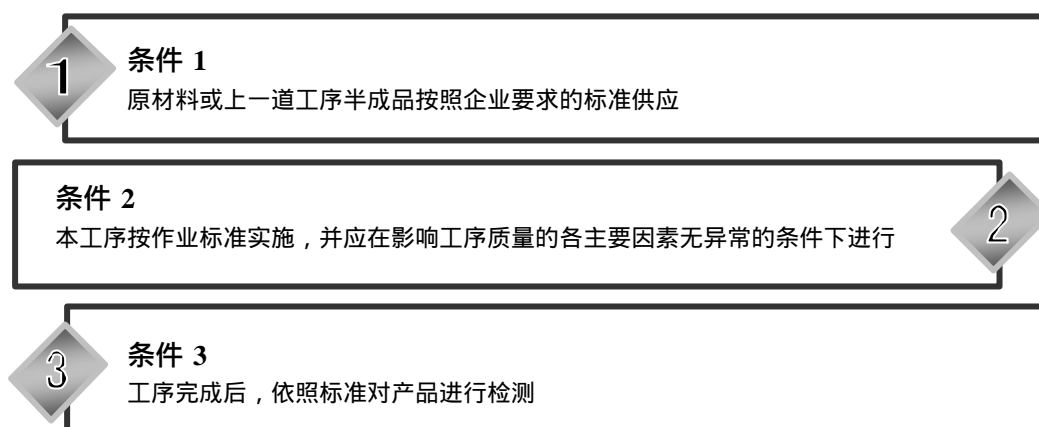 1
条件 1
原材料或上一道工序半成品按照企业要求的标准供应
条件 2
本工序按作业标准实施，并应在影响工序质量的各主要因素无异常的条件下进行
2
3
条件 3
工序完成后，依照标准对产品进行检测